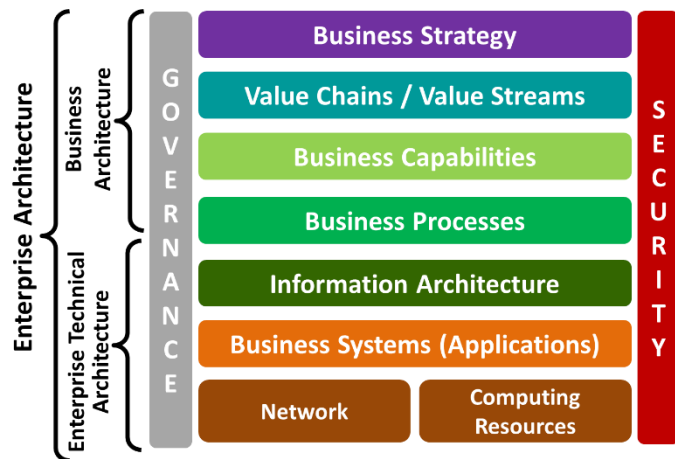 Enterprise Architecture
Business
Architecture
Enterprise Technical
Architecture
GOVERNANCE
Business Strategy
Value Chains / Value Streams
Business Capabilities
Business Processes
Information Architecture
Business Systems (Applications)
Network
Computing
Resources
SECURITY